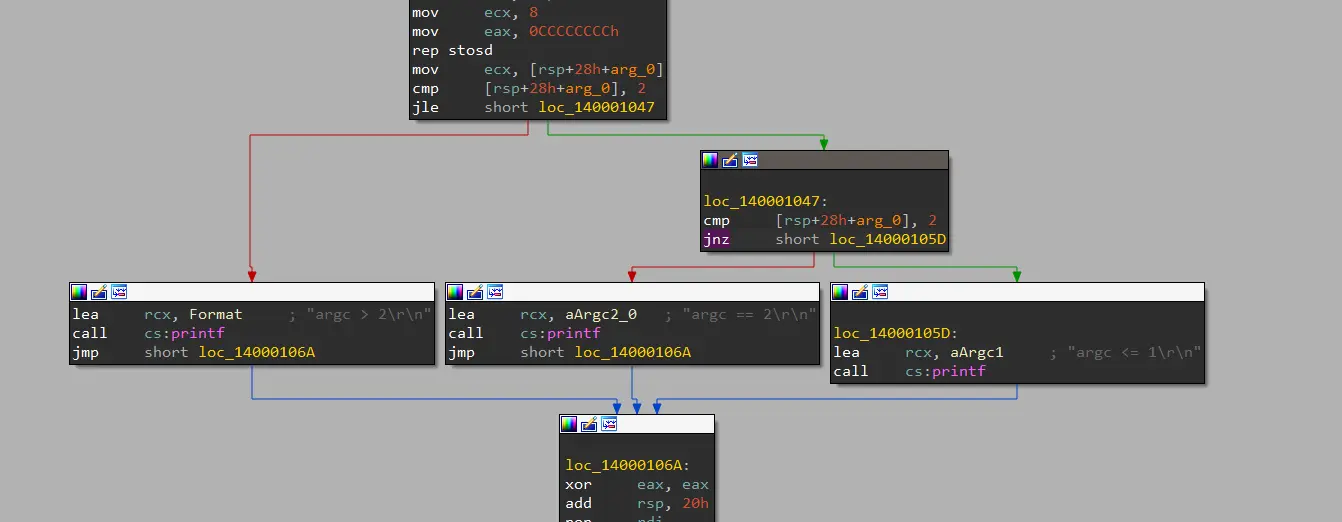 mov ecx, 8
mov eax, 0CCCCCCCCh
rep stosd
mov ecx, [rsp+28h+arg_0]
cmp [rsp+28h+arg_0], 2
jle short loc_140001047
loc_140001047:
cmp [rsp+28h+arg_0], 2
jnz short loc_14000105D
lea rcx, Format ; "argc > 2\r\n"
call cs:printf
jmp short loc_14000106A
lea rcx, aArgc2_0 ; "argc == 2\r\n"
call cs:printf
jmp short loc_14000106A
loc_14000105D:
lea rcx, aArgc1 ; "argc <= 1\r\n"
call cs:printf
loc_14000106A:
xor eax, eax
add rsp, 20h